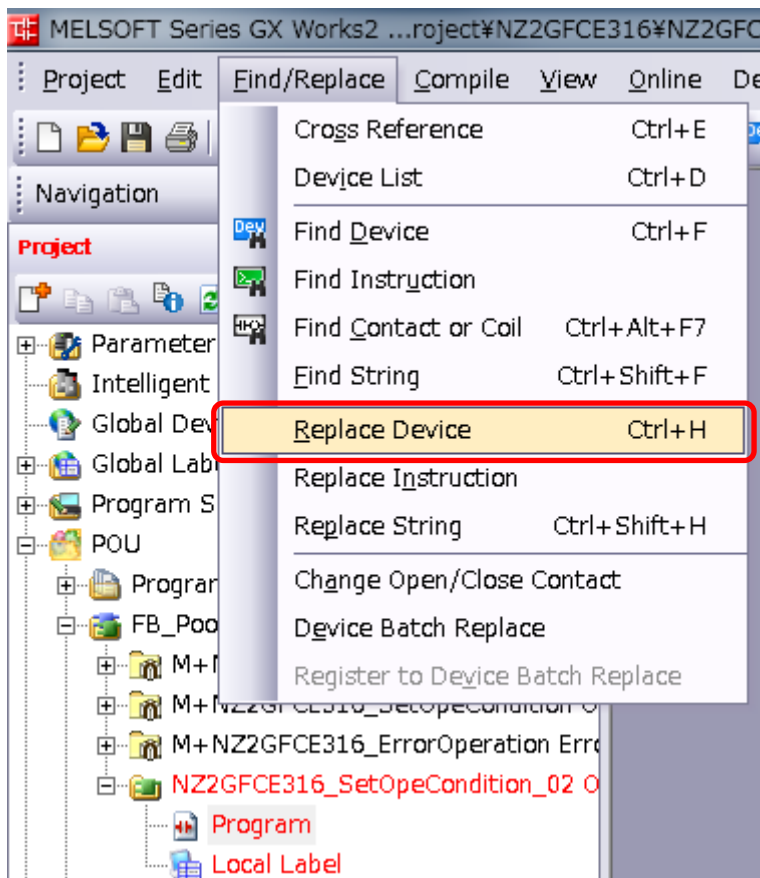 MELSOFT Series GX Works2 ...roject¥NZ2GFCE316¥NZ2GFC
Project Edit Find/Replace Compile View Online De
Cross Reference Ctrl+E
Device List Ctrl+D
Navigation
Find Device Ctrl+F
Project
Find Instruction
Find Contact or Coil Ctrl+Alt+F7
Parameter
Find String Ctrl+Shift+F
Intelligent
Replace Device Ctrl+H
Global Dev
Global Lab
Replace Instruction
Program S
Replace String Ctrl+Shift+H
POU
Change Open/Close Contact
Program
Device Batch Replace
FB_Poo
Register to Device Batch Replace
M+N
M+NZ2GFCE316_SetOpeCondition O
M+NZ2GFCE316_ErrorOperation Erro
NZ2GFCE316_SetOpeCondition_02 O
Program
Local Label